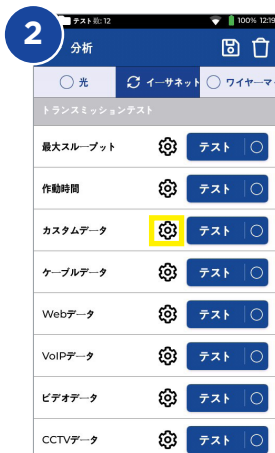 2
テスト数: 12 100% 12:19
分析
光 イーサネット ワイヤーマ
トランスミッションテスト
最大スループット テスト
作動時間 テスト
カスタムデータ テスト
ケーブルデータ テスト
Webデータ テスト
VoIPデータ テスト
ビデオデータ テスト
CCTVデータ テスト